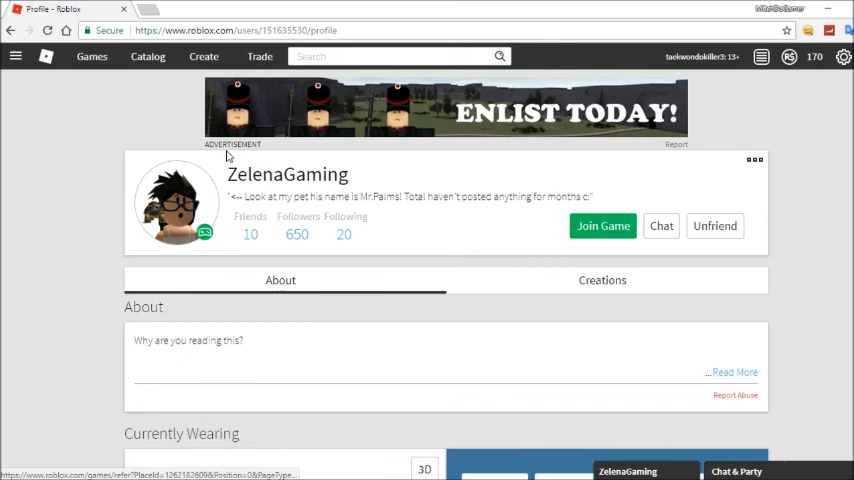 Profile - Roblox
MitchDaGamer
Secure https://www.roblox.com/users/151635530/profile
Games Catalog Create Trade Search taekwondokiller3: 13+ R$ 170
ENLIST TODAY!
ADVERTISEMENT Report
ZelenaGaming
"<-- Look at my pet his name is Mr.Palms! Total haven't posted anything for months c:"
Friends Followers Following
10 650 20
Join Game Chat Unfriend
About Creations
About
Why are you reading this?
...Read More
Report Abuse
Currently Wearing
3D
https://www.roblox.com/games/refer?PlaceId=1262182609&Position=0&PageType...
ZelenaGaming Chat & Party